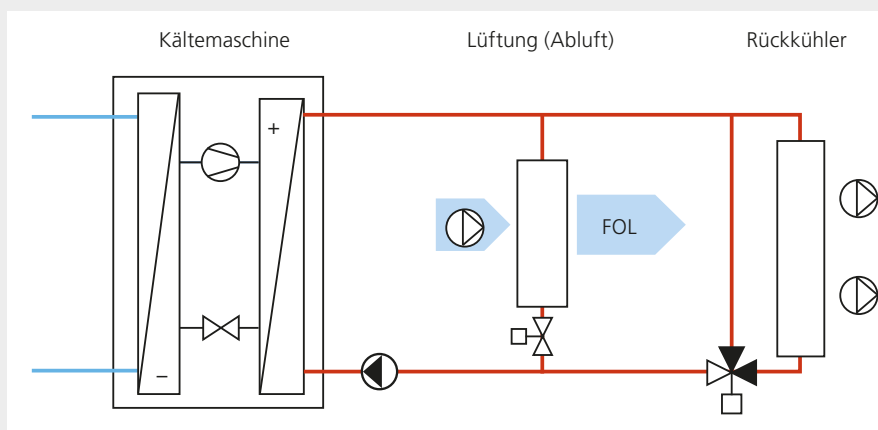 Kältemaschine
Lüftung (Abluft)
Rückkühler
+
FOL
−